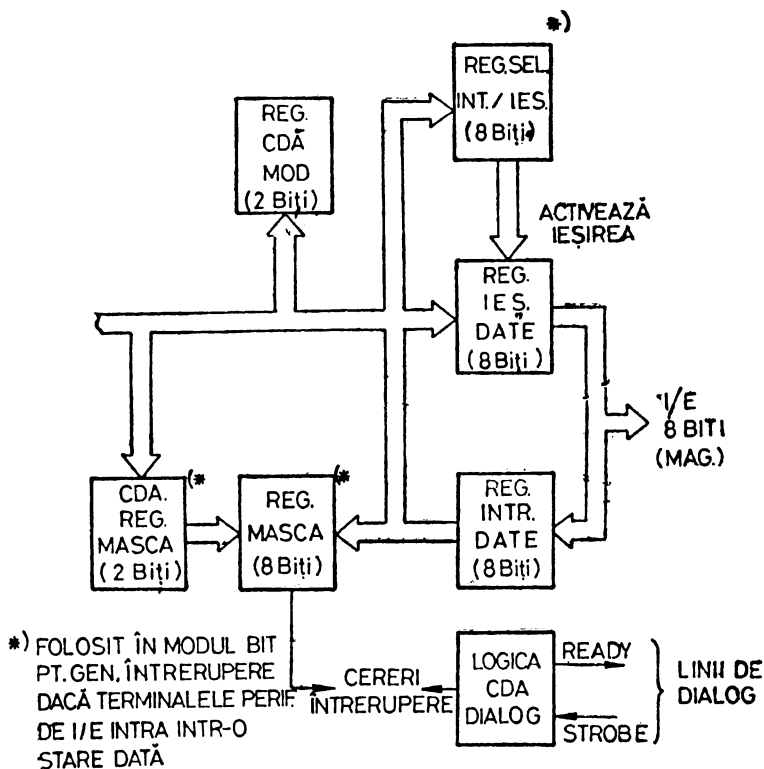 *)
REG. SEL.
INT./ IES.
(8 Biţi)
REG.
CDĂ
MOD
(2 Biţi)
ACTIVEAZĂ
IEŞIREA
REG.
IEŞ.
DATE
(8 Biţi)
I/E
8 BITI
(MAG.)
CDA.
REG.
MASCA
(2 Biţi)
(*
REG.
MASCA
(8 Biţi)
(*
REG.
INTR.
DATE
(8 Biţi)
*) FOLOSIT ÎN MODUL BIT
PT. GEN. ÎNTRERUPERE
DACĂ TERMINALELE PERIF.
DE I/E INTRA INTR-O
STARE DATĂ
CERERI
ÎNTRERUPERE
LOGICA
CDA
DIALOG
READY
STROBE
LINII DE
DIALOG